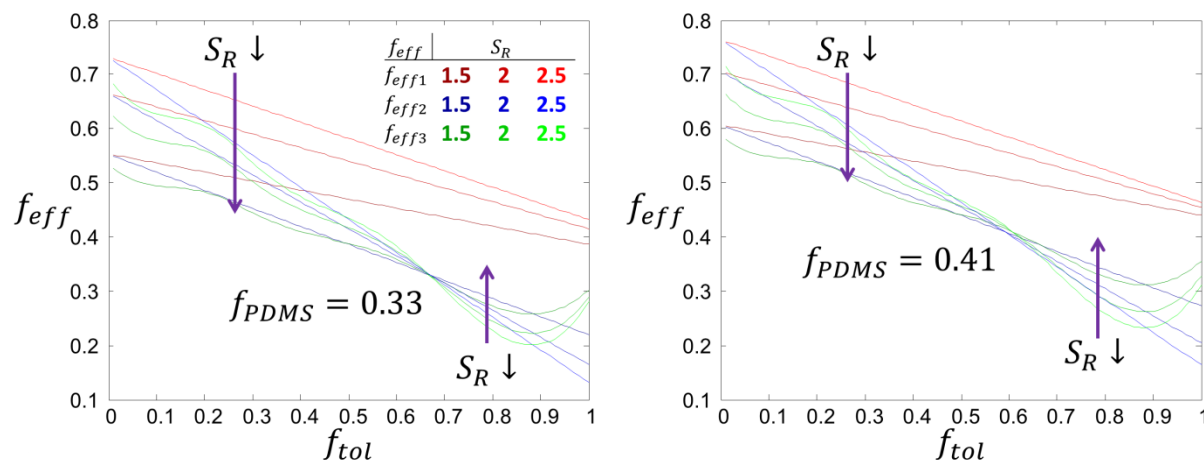 0.8
0.7
0.6
0.5
0.4
0.3
0.2
0.1
f_eff
S_R ↓
f_eff S_R
f_eff1 1.5 2 2.5
f_eff2 1.5 2 2.5
f_eff3 1.5 2 2.5
f_PDMS = 0.33
S_R ↓
0 0.1 0.2 0.3 0.4 0.5 0.6 0.7 0.8 0.9 1
f_tol
0.8
0.7
0.6
0.5
0.4
0.3
0.2
0.1
f_eff
S_R ↓
f_PDMS = 0.41
S_R ↓
0 0.1 0.2 0.3 0.4 0.5 0.6 0.7 0.8 0.9 1
f_tol